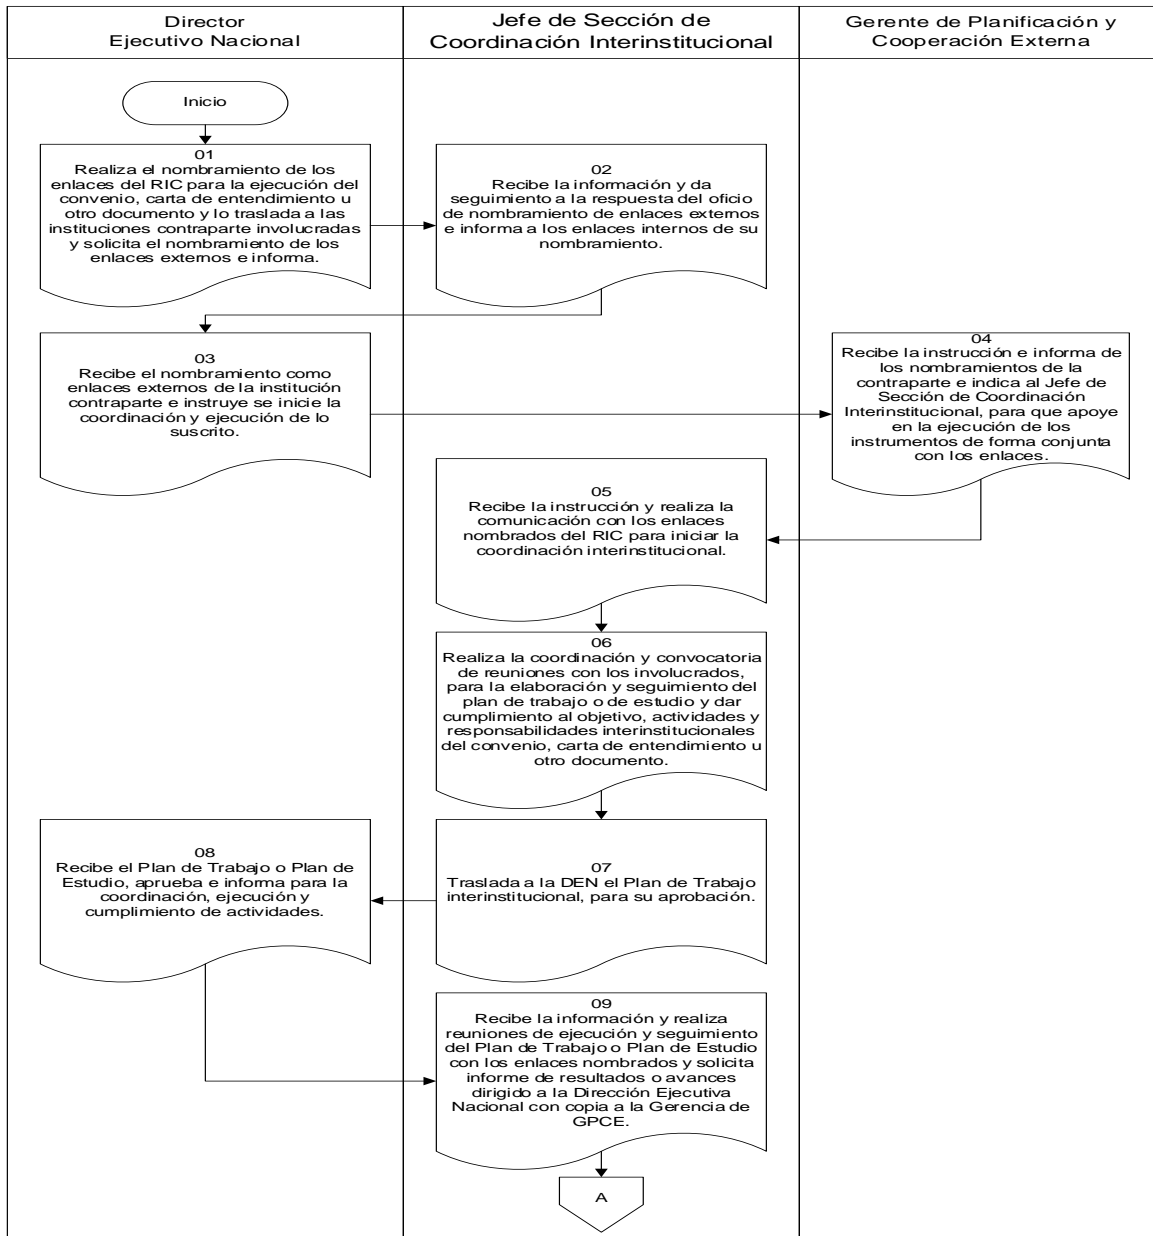 Director
Ejecutivo Nacional
Jefe de Sección de
Coordinación Interinstitucional
Gerente de Planificación y
Cooperación Externa
Inicio
01
Realiza el nombramiento de los
enlaces del RIC para la ejecución del
convenio, carta de entendimiento u
otro documento y lo traslada a las
instituciones contraparte involucradas
y solicita el nombramiento de los
enlaces externos e informa.
02
Recibe la información y da
seguimiento a la respuesta del oficio
de nombramiento de enlaces externos
e informa a los enlaces internos de su
nombramiento.
03
Recibe el nombramiento como
enlaces externos de la institución
contraparte e instruye se inicie la
coordinación y ejecución de lo
suscrito.
04
Recibe la instrucción e informa de
los nombramientos de la
contraparte e indica al Jefe de
Sección de Coordinación
Interinstitucional, para que apoye
en la ejecución de los
instrumentos de forma conjunta
con los enlaces.
05
Recibe la instrucción y realiza la
comunicación con los enlaces
nombrados del RIC para iniciar la
coordinación interinstitucional.
06
Realiza la coordinación y convocatoria
de reuniones con los involucrados,
para la elaboración y seguimiento del
plan de trabajo o de estudio y dar
cumplimiento al objetivo, actividades y
responsabilidades interinstitucionales
del convenio, carta de entendimiento u
otro documento.
07
Traslada a la DEN el Plan de Trabajo
interinstitucional, para su aprobación.
08
Recibe el Plan de Trabajo o Plan de
Estudio, aprueba e informa para la
coordinación, ejecución y
cumplimiento de actividades.
09
Recibe la información y realiza
reuniones de ejecución y seguimiento
del Plan de Trabajo o Plan de Estudio
con los enlaces nombrados y solicita
informe de resultados o avances
dirigido a la Dirección Ejecutiva
Nacional con copia a la Gerencia de
GPCE.
A